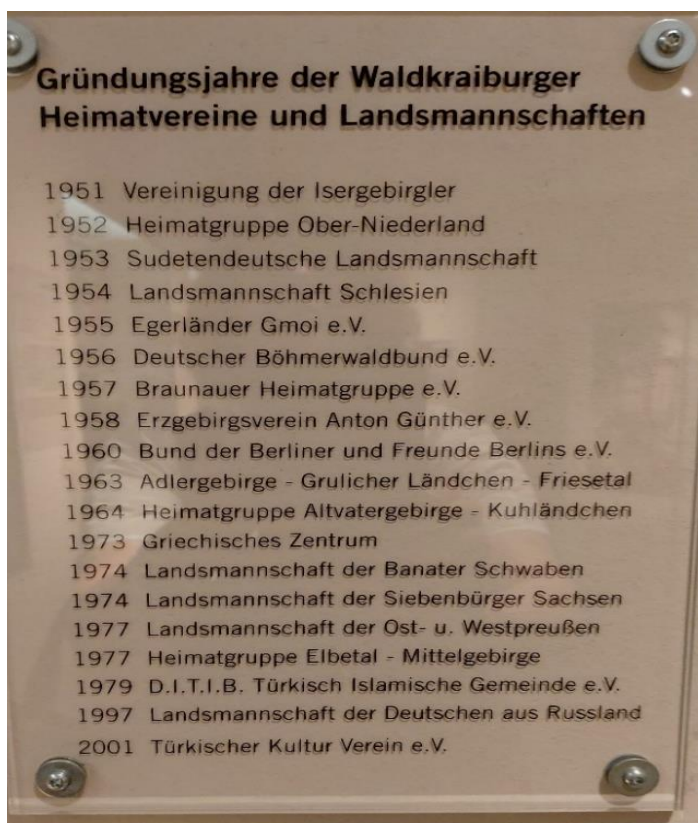 Gründungsjahre der Waldkraiburger
Heimatvereine und Landsmannschaften
1951 Vereinigung der Isergebirgler
1952 Heimatgruppe Ober-Niederland
1953 Sudetendeutsche Landsmannschaft
1954 Landsmannschaft Schlesien
1955 Egerländer Gmoi e.V.
1956 Deutscher Böhmerwaldbund e.V.
1957 Braunauer Heimatgruppe e.V.
1958 Erzgebirgsverein Anton Günther e.V.
1960 Bund der Berliner und Freunde Berlins e.V.
1963 Adlergebirge - Grulicher Ländchen - Friesetal
1964 Heimatgruppe Altvatergebirge - Kuhländchen
1973 Griechisches Zentrum
1974 Landsmannschaft der Banater Schwaben
1974 Landsmannschaft der Siebenbürger Sachsen
1977 Landsmannschaft der Ost- u. Westpreußen
1977 Heimatgruppe Elbetal - Mittelgebirge
1979 D.I.T.I.B. Türkisch Islamische Gemeinde e.V.
1997 Landsmannschaft der Deutschen aus Russland
2001 Türkischer Kultur Verein e.V.